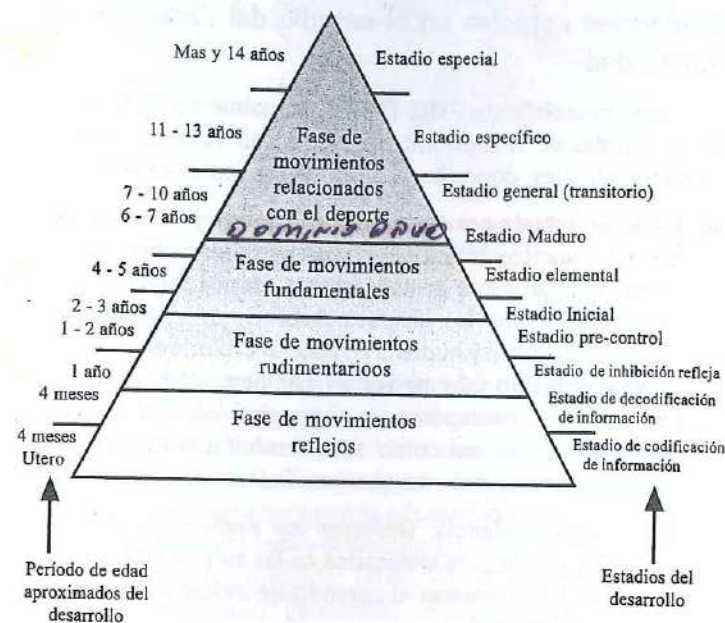 Mas y 14 años
Estadio especial
11 - 13 años
Fase de
movimientos
relacionados
con el deporte
Estadio específico
7 - 10 años
Estadio general (transitorio)
6 - 7 años
Estadio Maduro
4 - 5 años
Fase de movimientos
fundamentales
Estadio elemental
2 - 3 años
Estadio Inicial
1 - 2 años
Estadio pre-control
Fase de movimientos
rudimentarioos
Estadio de inhibición refleja
1 año
4 meses
Estadio de decodificación
de información
Fase de movimientos
reflejos
4 meses
Utero
Estadio de codificación
de información
Período de edad
aproximados del
desarrollo
Estadios del
desarrollo